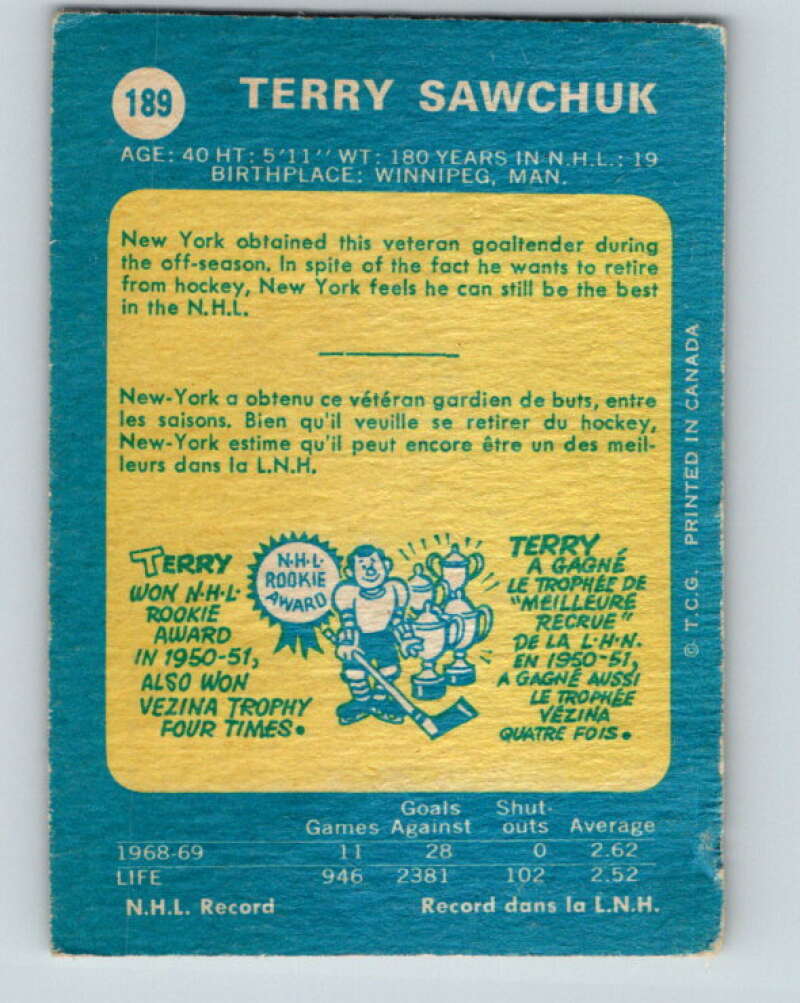 189
TERRY SAWCHUK
AGE: 40 HT: 5'11" WT: 180 YEARS IN N.H.L.: 19
BIRTHPLACE: WINNIPEG, MAN.
New York obtained this veteran goaltender during
the off-season. In spite of the fact he wants to retire
from hockey, New York feels he can still be the best
in the N.H.L.
New-York a obtenu ce vétéran gardien de buts, entre
les saisons. Bien qu'il veuille se retirer du hockey,
New-York estime qu'il peut encore être un des meil-
leurs dans la L.N.H.
TERRY
WON N·H·L·
ROOKIE
AWARD
IN 1950-51,
ALSO WON
VEZINA TROPHY
FOUR TIMES.
N·H·L·
ROOKIE
AWARD
TERRY
A GAGNÉ
LE TROPHÉE DE
"MEILLEURE
RECRUE"
DE LA L·H·N.
EN 1950-51,
A GAGNÉ AUSSI
LE TROPHÉE
VÉZINA
QUATRE FOIS.
© T.C.G. PRINTED IN CANADA
Goals Shut-
Games Against outs Average
1968-69 11 28 0 2.62
LIFE 946 2381 102 2.52
N.H.L. Record Record dans la L.N.H.